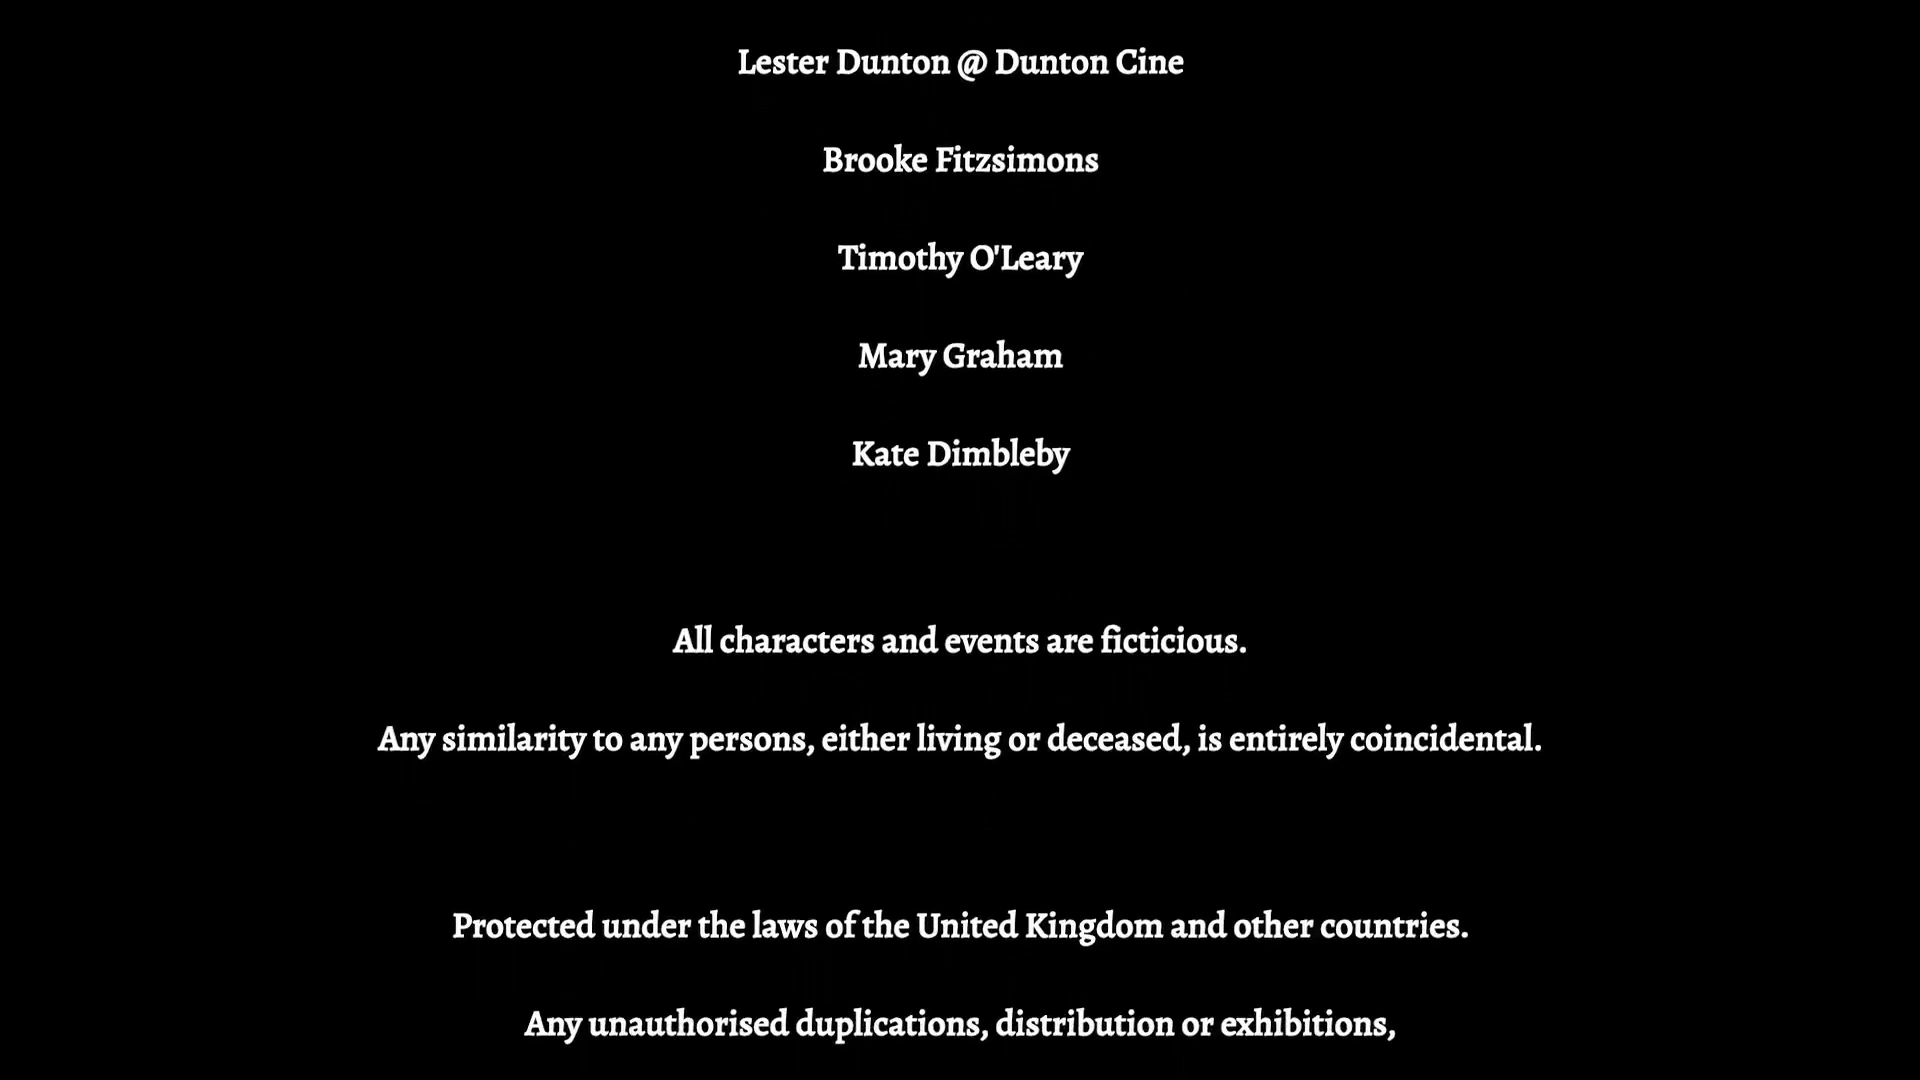 Lester Dunton @ Dunton Cine
Brooke Fitzsimons
Timothy O'Leary
Mary Graham
Kate Dimbleby
All characters and events are ficticious.
Any similarity to any persons, either living or deceased, is entirely coincidental.
Protected under the laws of the United Kingdom and other countries.
Any unauthorised duplications, distribution or exhibitions,